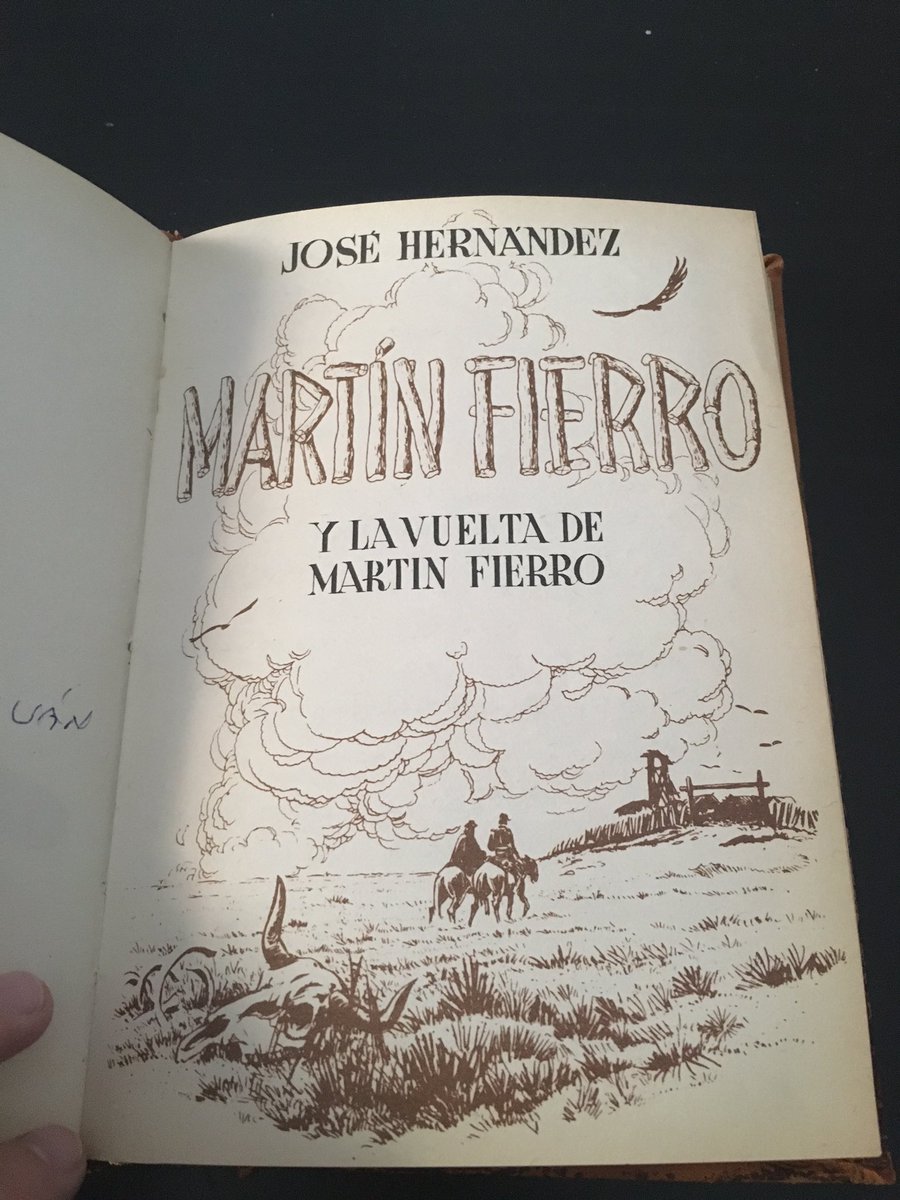 JOSÉ HERNÁNDEZ
MARTÍN FIERRO
Y LA VUELTA DE
MARTIN FIERRO